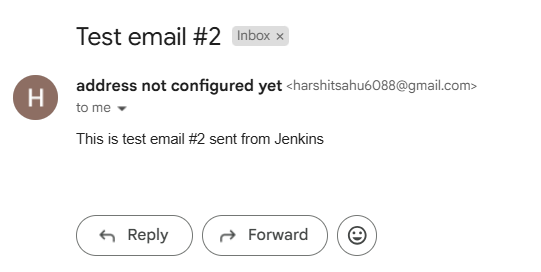 Test email #2 Inbox ×
H
address not configured yet <harshitsahu6088@gmail.com>
to me
This is test email #2 sent from Jenkins
Reply Forward